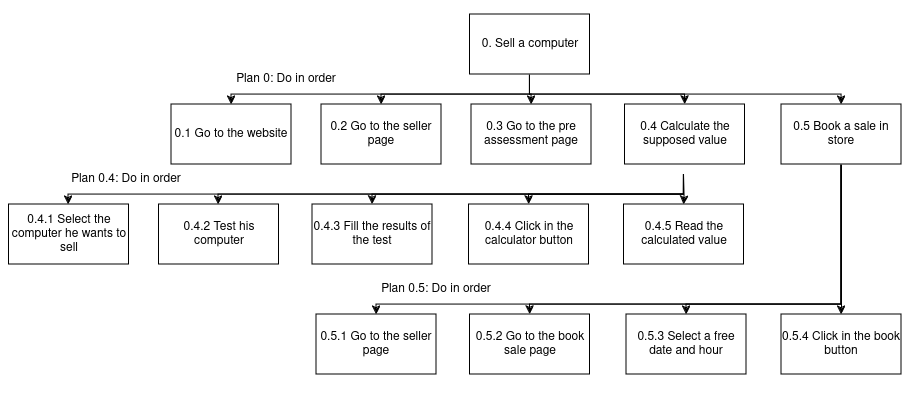 0. Sell a computer
Plan 0: Do in order
0.1 Go to the website
0.2 Go to the seller
page
0.3 Go to the pre
assessment page
0.4 Calculate the
supposed value
0.5 Book a sale in
store
Plan 0.4: Do in order
0.4.1 Select the
computer he wants to
sell
0.4.2 Test his
computer
0.4.3 Fill the results of
the test
0.4.4 Click in the
calculator button
0.4.5 Read the
calculated value
Plan 0.5: Do in order
0.5.1 Go to the seller
page
0.5.2 Go to the book
sale page
0.5.3 Select a free
date and hour
0.5.4 Click in the book
button